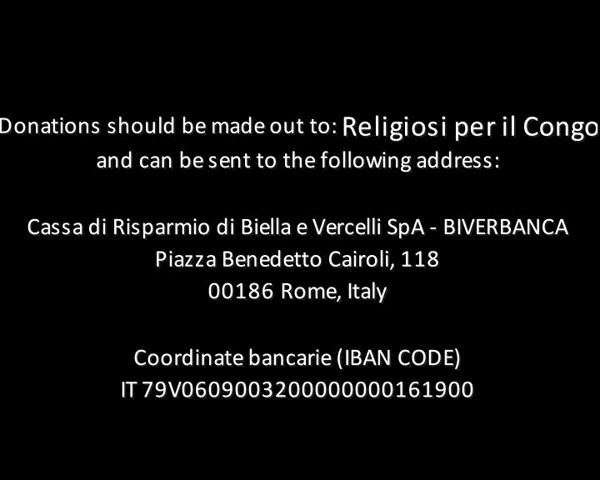 Donations should be made out to: Religiosi per il Congo
and can be sent to the following address:
Cassa di Risparmio di Biella e Vercelli SpA - BIVERBANCA
Piazza Benedetto Cairoli, 118
00186 Rome, Italy
Coordinate bancarie (IBAN CODE)
IT 79V0609003200000000161900